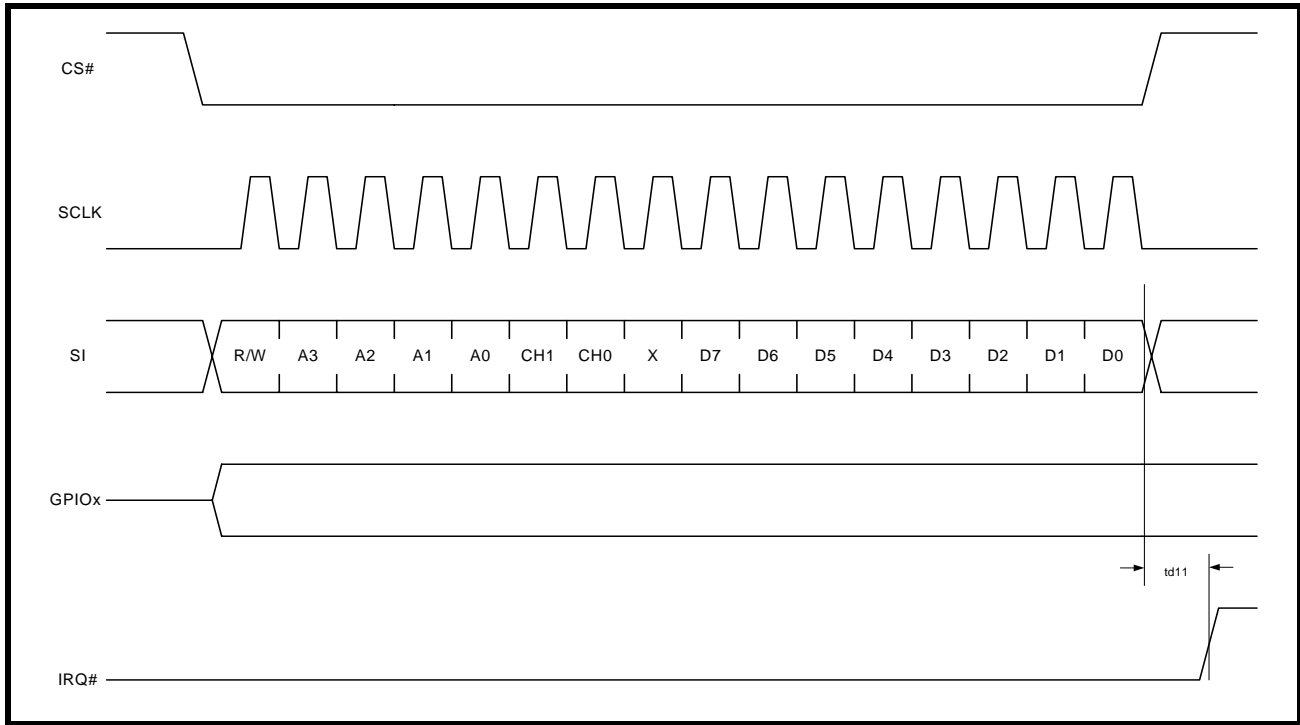 CS#
SCLK
SI
R/W A3 A2 A1 A0 CH1 CH0 X D7 D6 D5 D4 D3 D2 D1 D0
GPIOx
td11
IRQ#